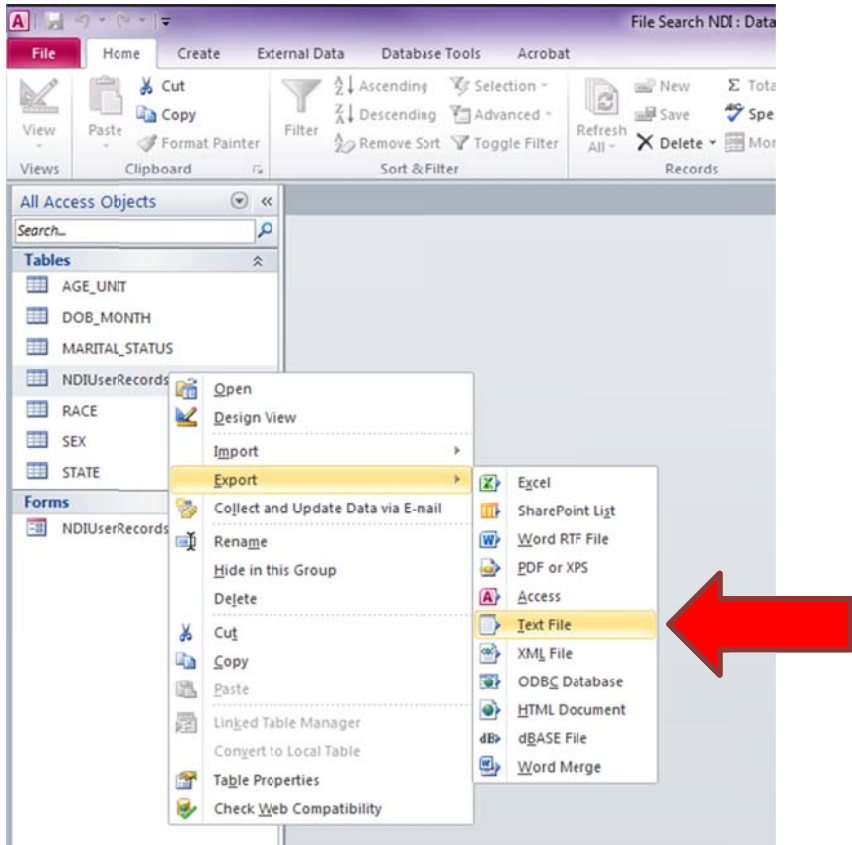 A
File Search NDI : Data
File Home Create External Data Database Tools Acrobat
View
Paste
Cut
Copy
Format Painter
Filter
Ascending
Descending
Remove Sort
Selection
Advanced
Toggle Filter
Refresh All
New
Save
Delete
Σ Tota
Spe
Mor
Views Clipboard Sort & Filter Records
All Access Objects
Search...
Tables
AGE_UNIT
DOB_MONTH
MARITAL_STATUS
NDIUserRecords
RACE
SEX
STATE
Forms
NDIUserRecords
Open
Design View
Import
Export
Collect and Update Data via E-mail
Rename
Hide in this Group
Delete
Cut
Copy
Paste
Linked Table Manager
Convert to Local Table
Table Properties
Check Web Compatibility
Excel
SharePoint List
Word RTF File
PDF or XPS
Access
Text File
XML File
ODBC Database
HTML Document
dBASE File
Word Merge